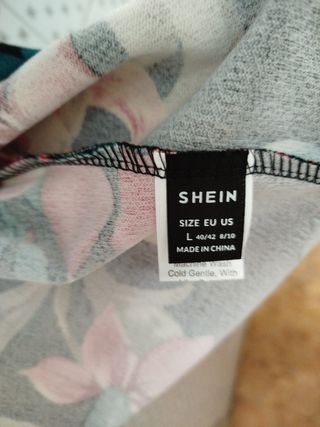 SHEIN
SIZE EU US
L 40/42 8/10
MADE IN CHINA
Machine Wash
Cold Gentle, With